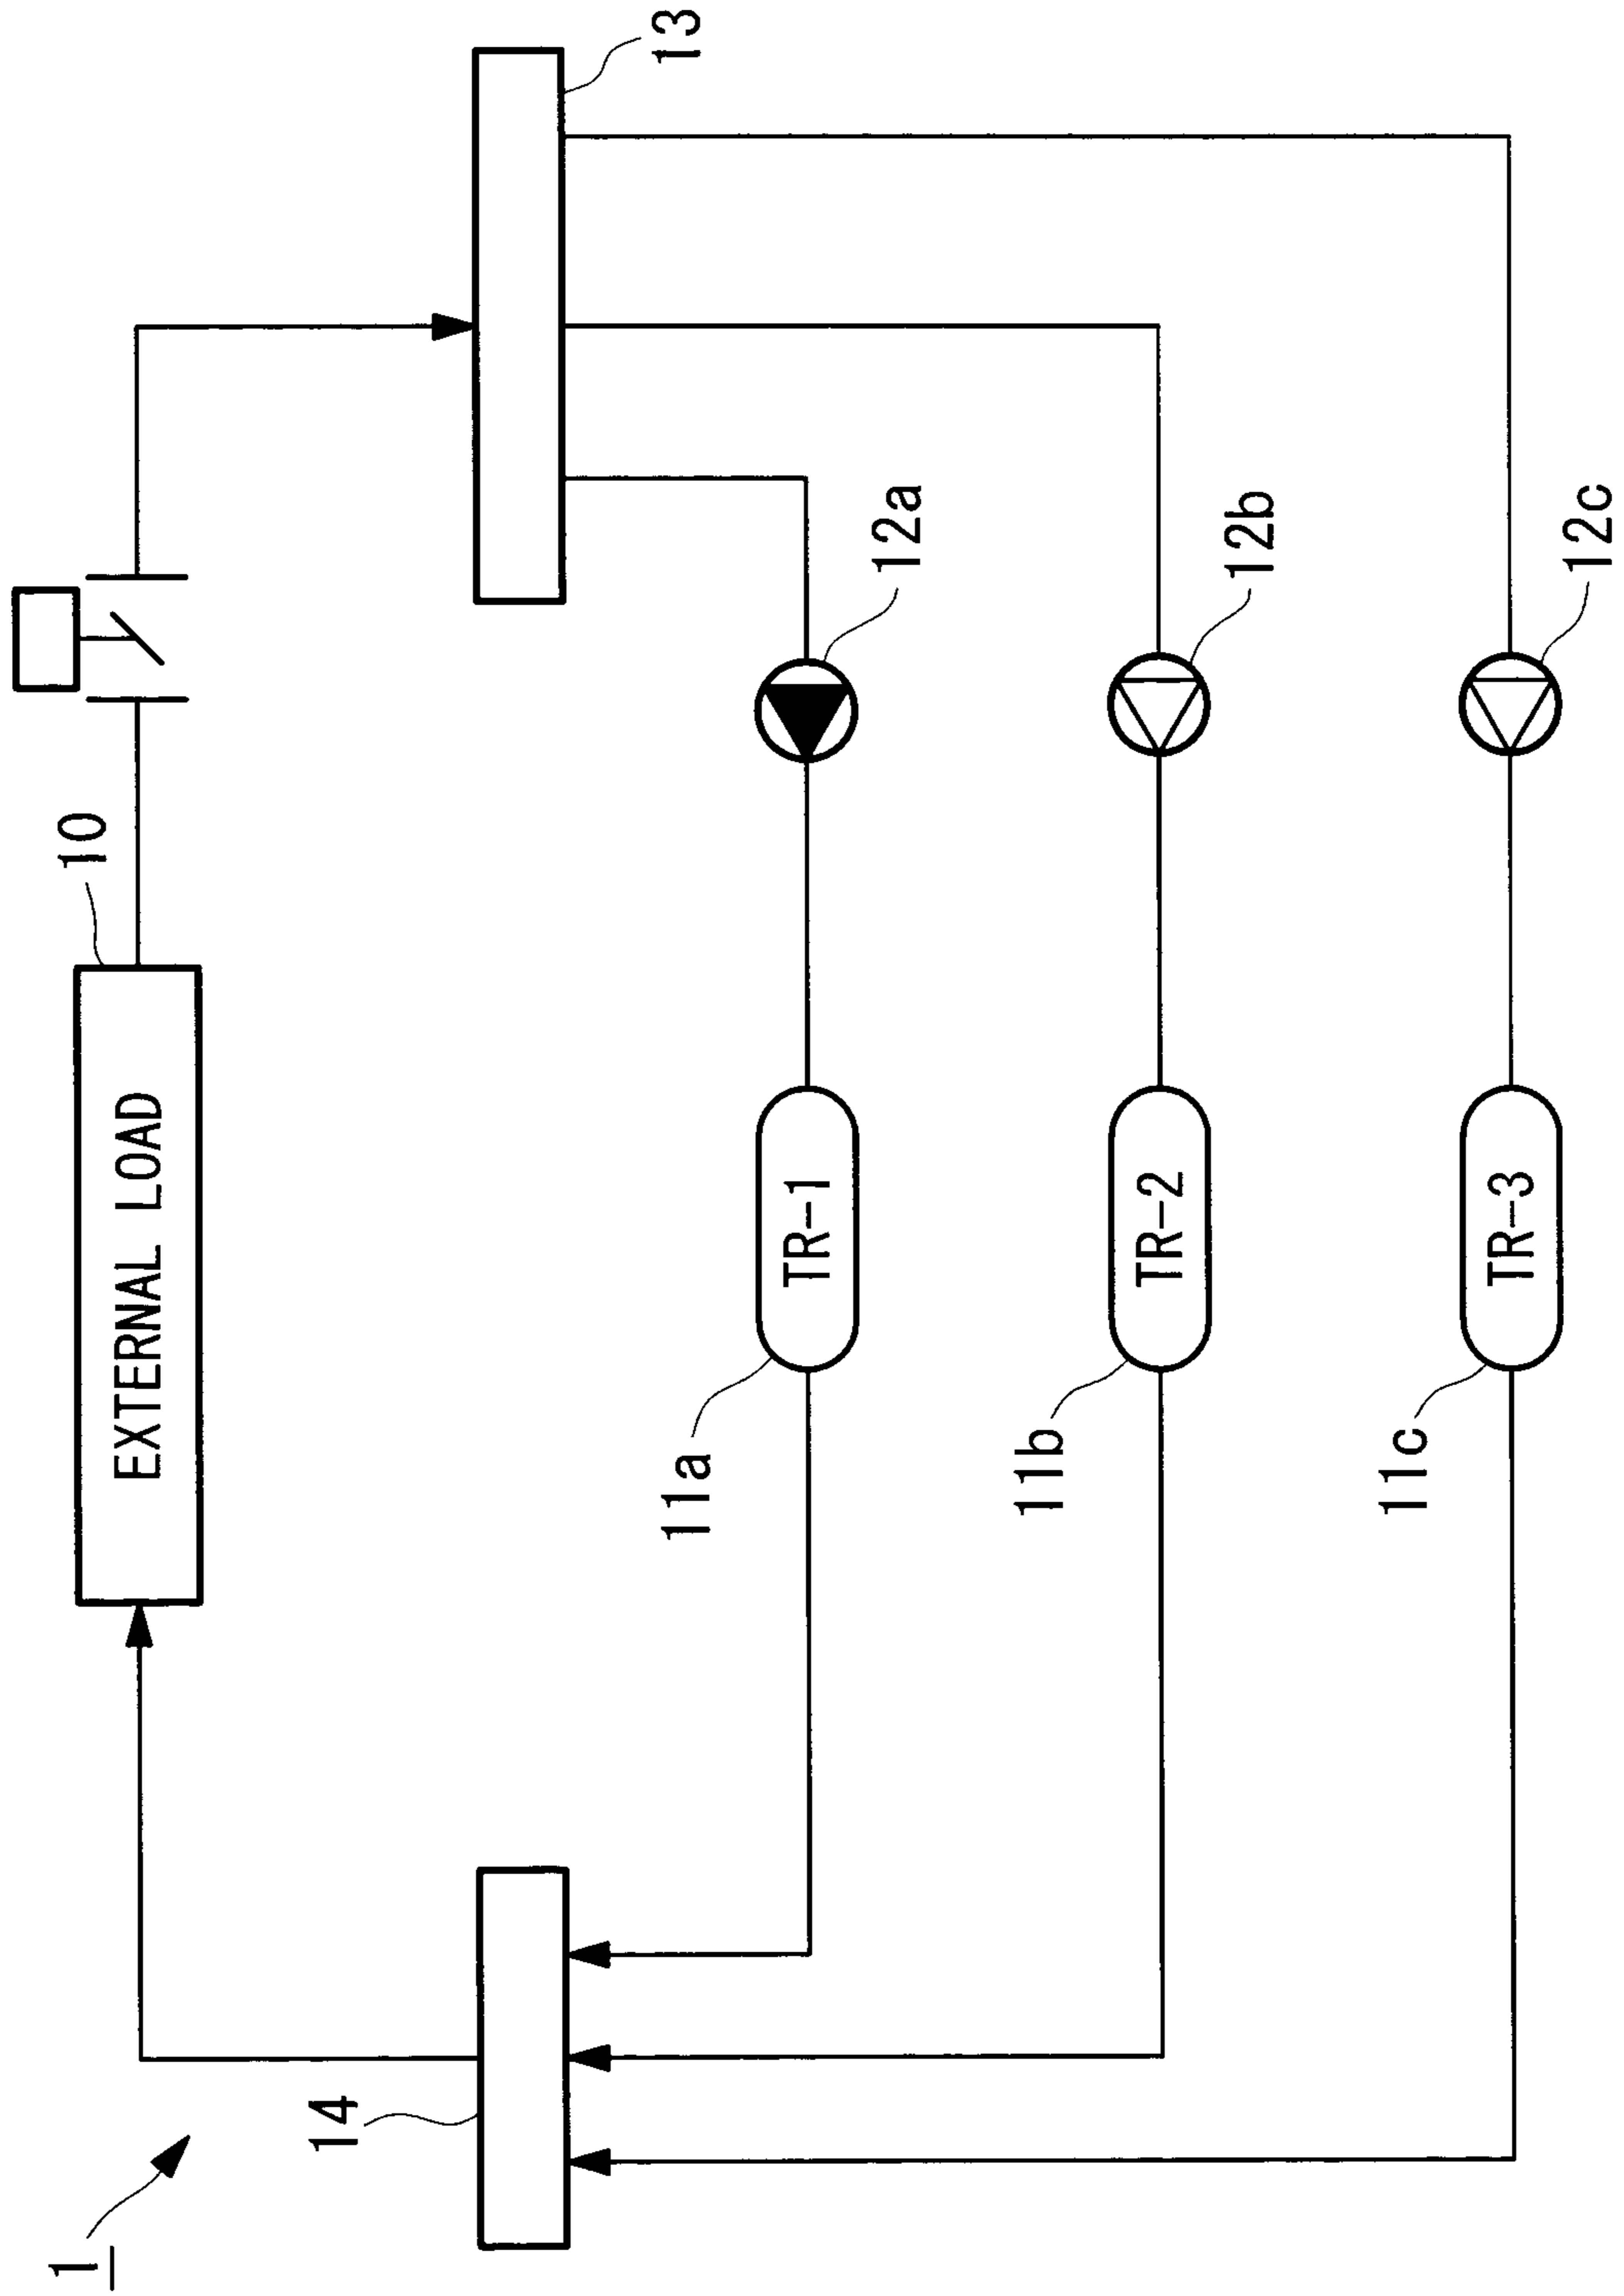 1
10
EXTERNAL LOAD
14
13
11a
TR-1
12a
11b
TR-2
12b
11c
TR-3
12c